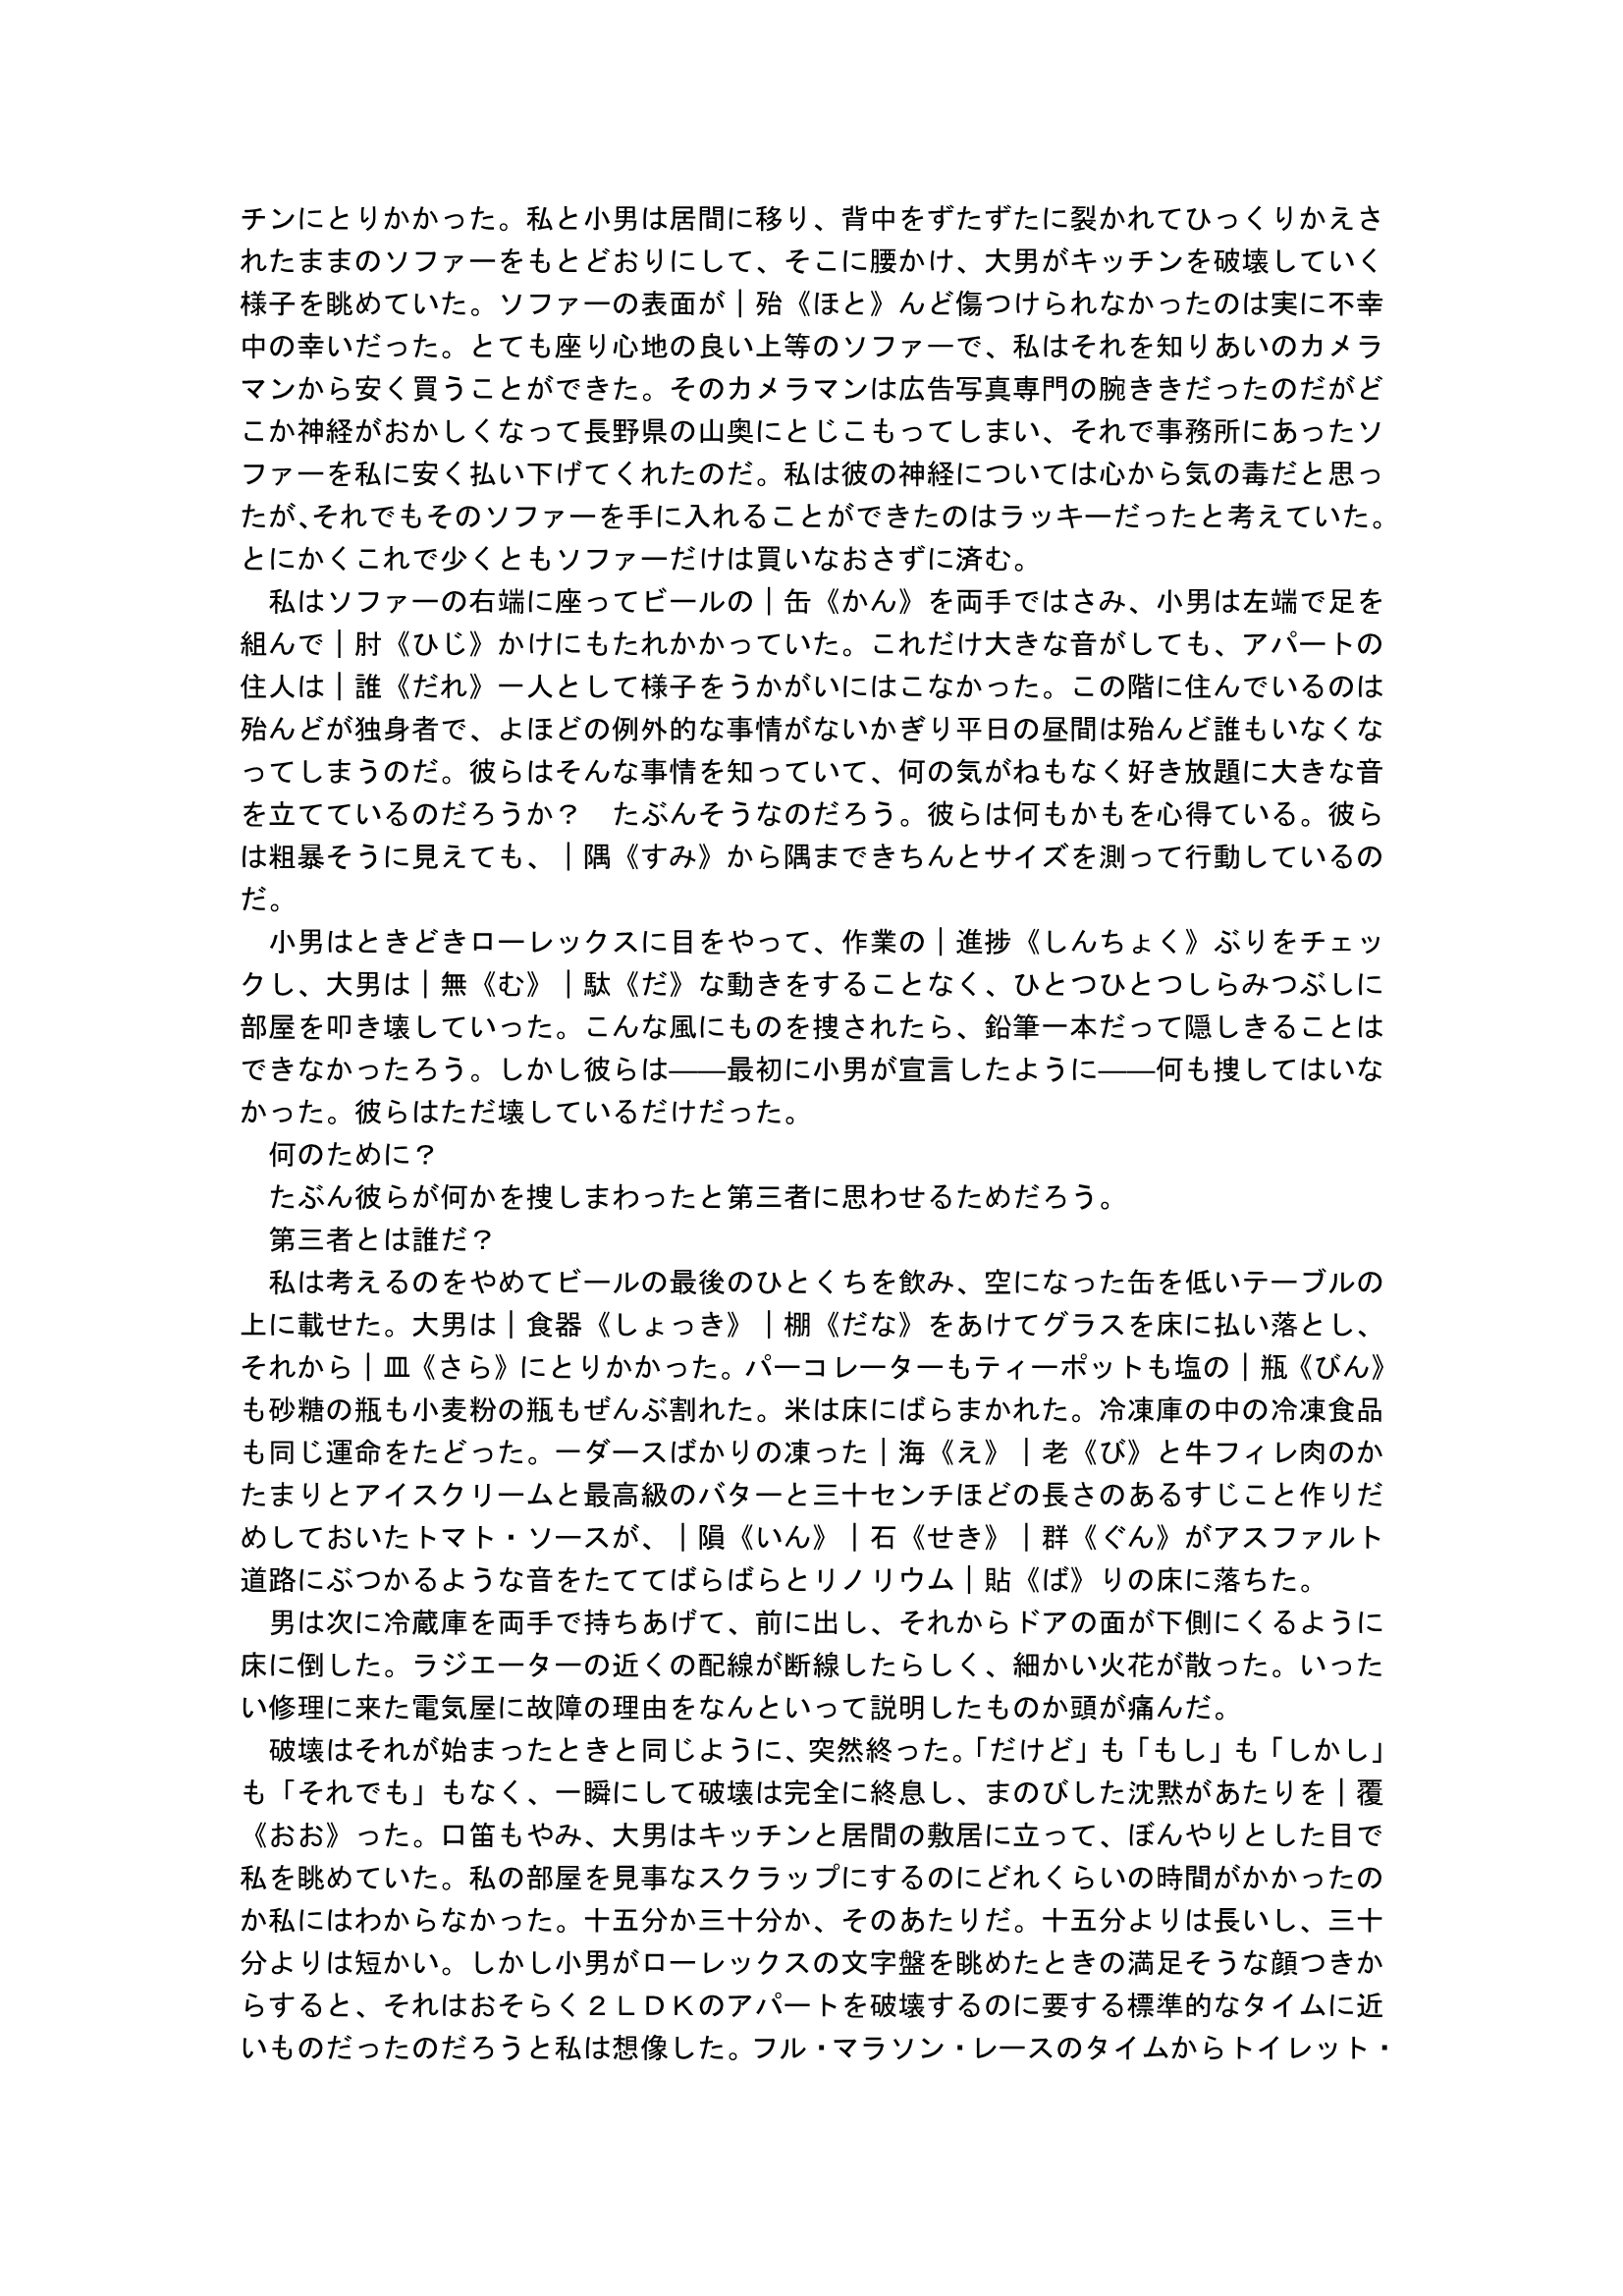 チンにとりかかった。私と小男は居間に移り、背中をずたずたに裂かれてひっくりかえさ
れたままのソファーをもとどおりにして、そこに腰かけ、大男がキッチンを破壊していく
様子を眺めていた。ソファーの表面が｜殆《ほと》んど傷つけられなかったのは実に不幸
中の幸いだった。とても座り心地の良い上等のソファーで、私はそれを知りあいのカメラ
マンから安く買うことができた。そのカメラマンは広告写真専門の腕ききだったのだがど
こか神経がおかしくなって長野県の山奥にとじこもってしまい、それで事務所にあったソ
ファーを私に安く払い下げてくれたのだ。私は彼の神経については心から気の毒だと思っ
たが、それでもそのソファーを手に入れることができたのはラッキーだったと考えていた。
とにかくこれで少くともソファーだけは買いなおさずに済む。
　私はソファーの右端に座ってビールの｜缶《かん》を両手ではさみ、小男は左端で足を
組んで｜肘《ひじ》かけにもたれかかっていた。これだけ大きな音がしても、アパートの
住人は｜誰《だれ》一人として様子をうかがいにはこなかった。この階に住んでいるのは
殆んどが独身者で、よほどの例外的な事情がないかぎり平日の昼間は殆んど誰もいなくな
ってしまうのだ。彼らはそんな事情を知っていて、何の気がねもなく好き放題に大きな音
を立てているのだろうか？　たぶんそうなのだろう。彼らは何もかもを心得ている。彼ら
は粗暴そうに見えても、｜隅《すみ》から隅まできちんとサイズを測って行動しているの
だ。
　小男はときどきローレックスに目をやって、作業の｜進捗《しんちょく》ぶりをチェッ
クし、大男は｜無《む》｜駄《だ》な動きをすることなく、ひとつひとつしらみつぶしに
部屋を叩き壊していった。こんな風にものを捜されたら、鉛筆一本だって隠しきることは
できなかったろう。しかし彼らは――最初に小男が宣言したように――何も捜してはいな
かった。彼らはただ壊しているだけだった。
　何のために？
　たぶん彼らが何かを捜しまわったと第三者に思わせるためだろう。
　第三者とは誰だ？
　私は考えるのをやめてビールの最後のひとくちを飲み、空になった缶を低いテーブルの
上に載せた。大男は｜食器《しょっき》｜棚《だな》をあけてグラスを床に払い落とし、
それから｜皿《さら》にとりかかった。パーコレーターもティーポットも塩の｜瓶《びん》
も砂糖の瓶も小麦粉の瓶もぜんぶ割れた。米は床にばらまかれた。冷凍庫の中の冷凍食品
も同じ運命をたどった。一ダースばかりの凍った｜海《え》｜老《び》と牛フィレ肉のか
たまりとアイスクリームと最高級のバターと三十センチほどの長さのあるすじこと作りだ
めしておいたトマト・ソースが、｜隕《いん》｜石《せき》｜群《ぐん》がアスファルト
道路にぶつかるような音をたててばらばらとリノリウム｜貼《ば》りの床に落ちた。
　男は次に冷蔵庫を両手で持ちあげて、前に出し、それからドアの面が下側にくるように
床に倒した。ラジエーターの近くの配線が断線したらしく、細かい火花が散った。いった
い修理に来た電気屋に故障の理由をなんといって説明したものか頭が痛んだ。
　破壊はそれが始まったときと同じように、突然終った。「だけど」も「もし」も「しかし」
も「それでも」もなく、一瞬にして破壊は完全に終息し、まのびした沈黙があたりを｜覆
《おお》った。口笛もやみ、大男はキッチンと居間の敷居に立って、ぼんやりとした目で
私を眺めていた。私の部屋を見事なスクラップにするのにどれくらいの時間がかかったの
か私にはわからなかった。十五分か三十分か、そのあたりだ。十五分よりは長いし、三十
分よりは短かい。しかし小男がローレックスの文字盤を眺めたときの満足そうな顔つきか
らすると、それはおそらく２ＬＤＫのアパートを破壊するのに要する標準的なタイムに近
いものだったのだろうと私は想像した。フル・マラソン・レースのタイムからトイレット・